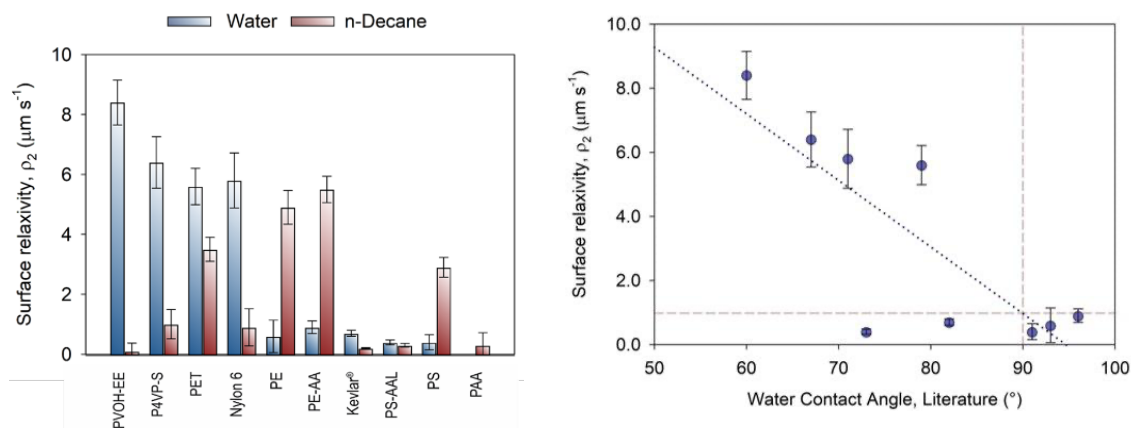 Water n-Decane
Surface relaxivity, ρ₂ (μm s⁻¹)
10
8
6
4
2
0
PVOH-EE
P4VP-S
PET
Nylon 6
PE
PE-AA
Kevlar®
PS-AAL
PS
PAA
Surface relaxivity, ρ₂ (μm s⁻¹)
10.0
8.0
6.0
4.0
2.0
1.0
0.0
50 60 70 80 90 100
Water Contact Angle, Literature (°)